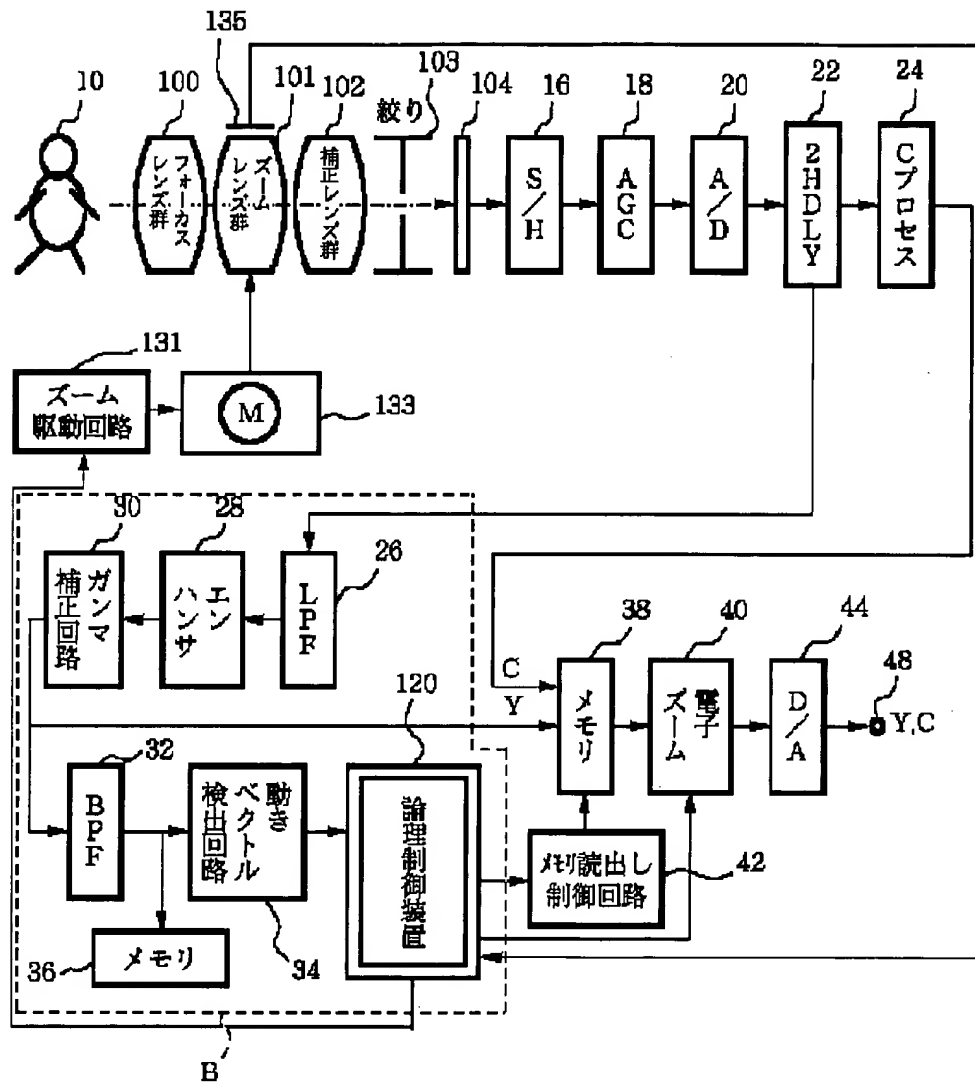 135
10
100
101
102
103
絞り
104
16
18
20
22
24
フォーカス
レンズ群
ズーム
レンズ群
補正レンズ群
S/H
AGC
A/D
2HDLY
Cプロセス
131
ズーム
駆動回路
M
133
30
28
26
ガンマ
補正回路
エン
ハンサ
LPF
38
40
44
48
C
Y
メモリ
電子
ズーム
D/A
Y,C
120
32
BPF
動き
ベクトル
検出回路
論理制御装置
メモリ読出し
制御回路
42
36
メモリ
34
B